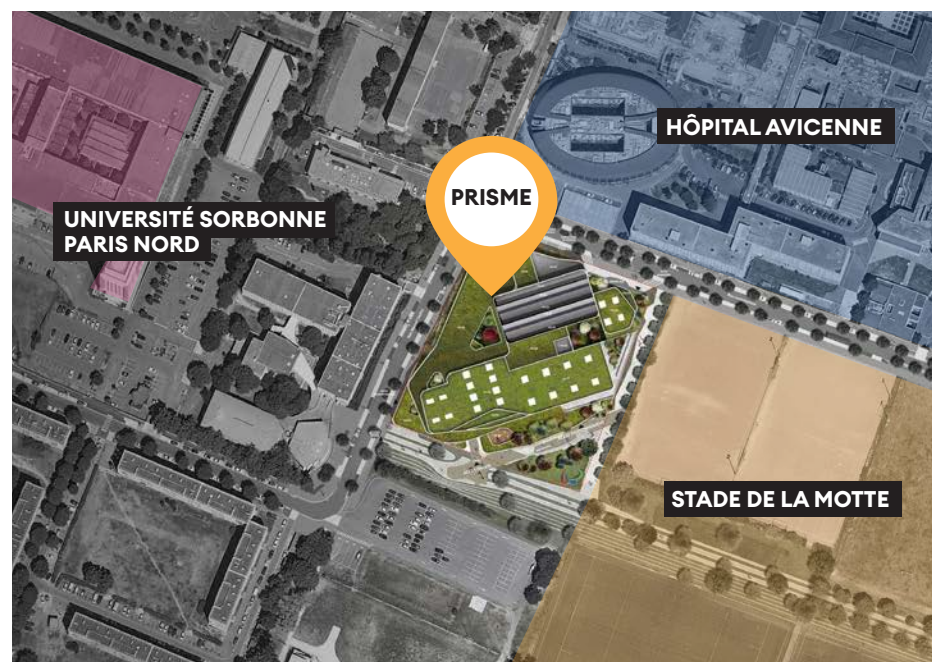 HÔPITAL AVICENNE
PRISME
UNIVERSITÉ SORBONNE
PARIS NORD
STADE DE LA MOTTE